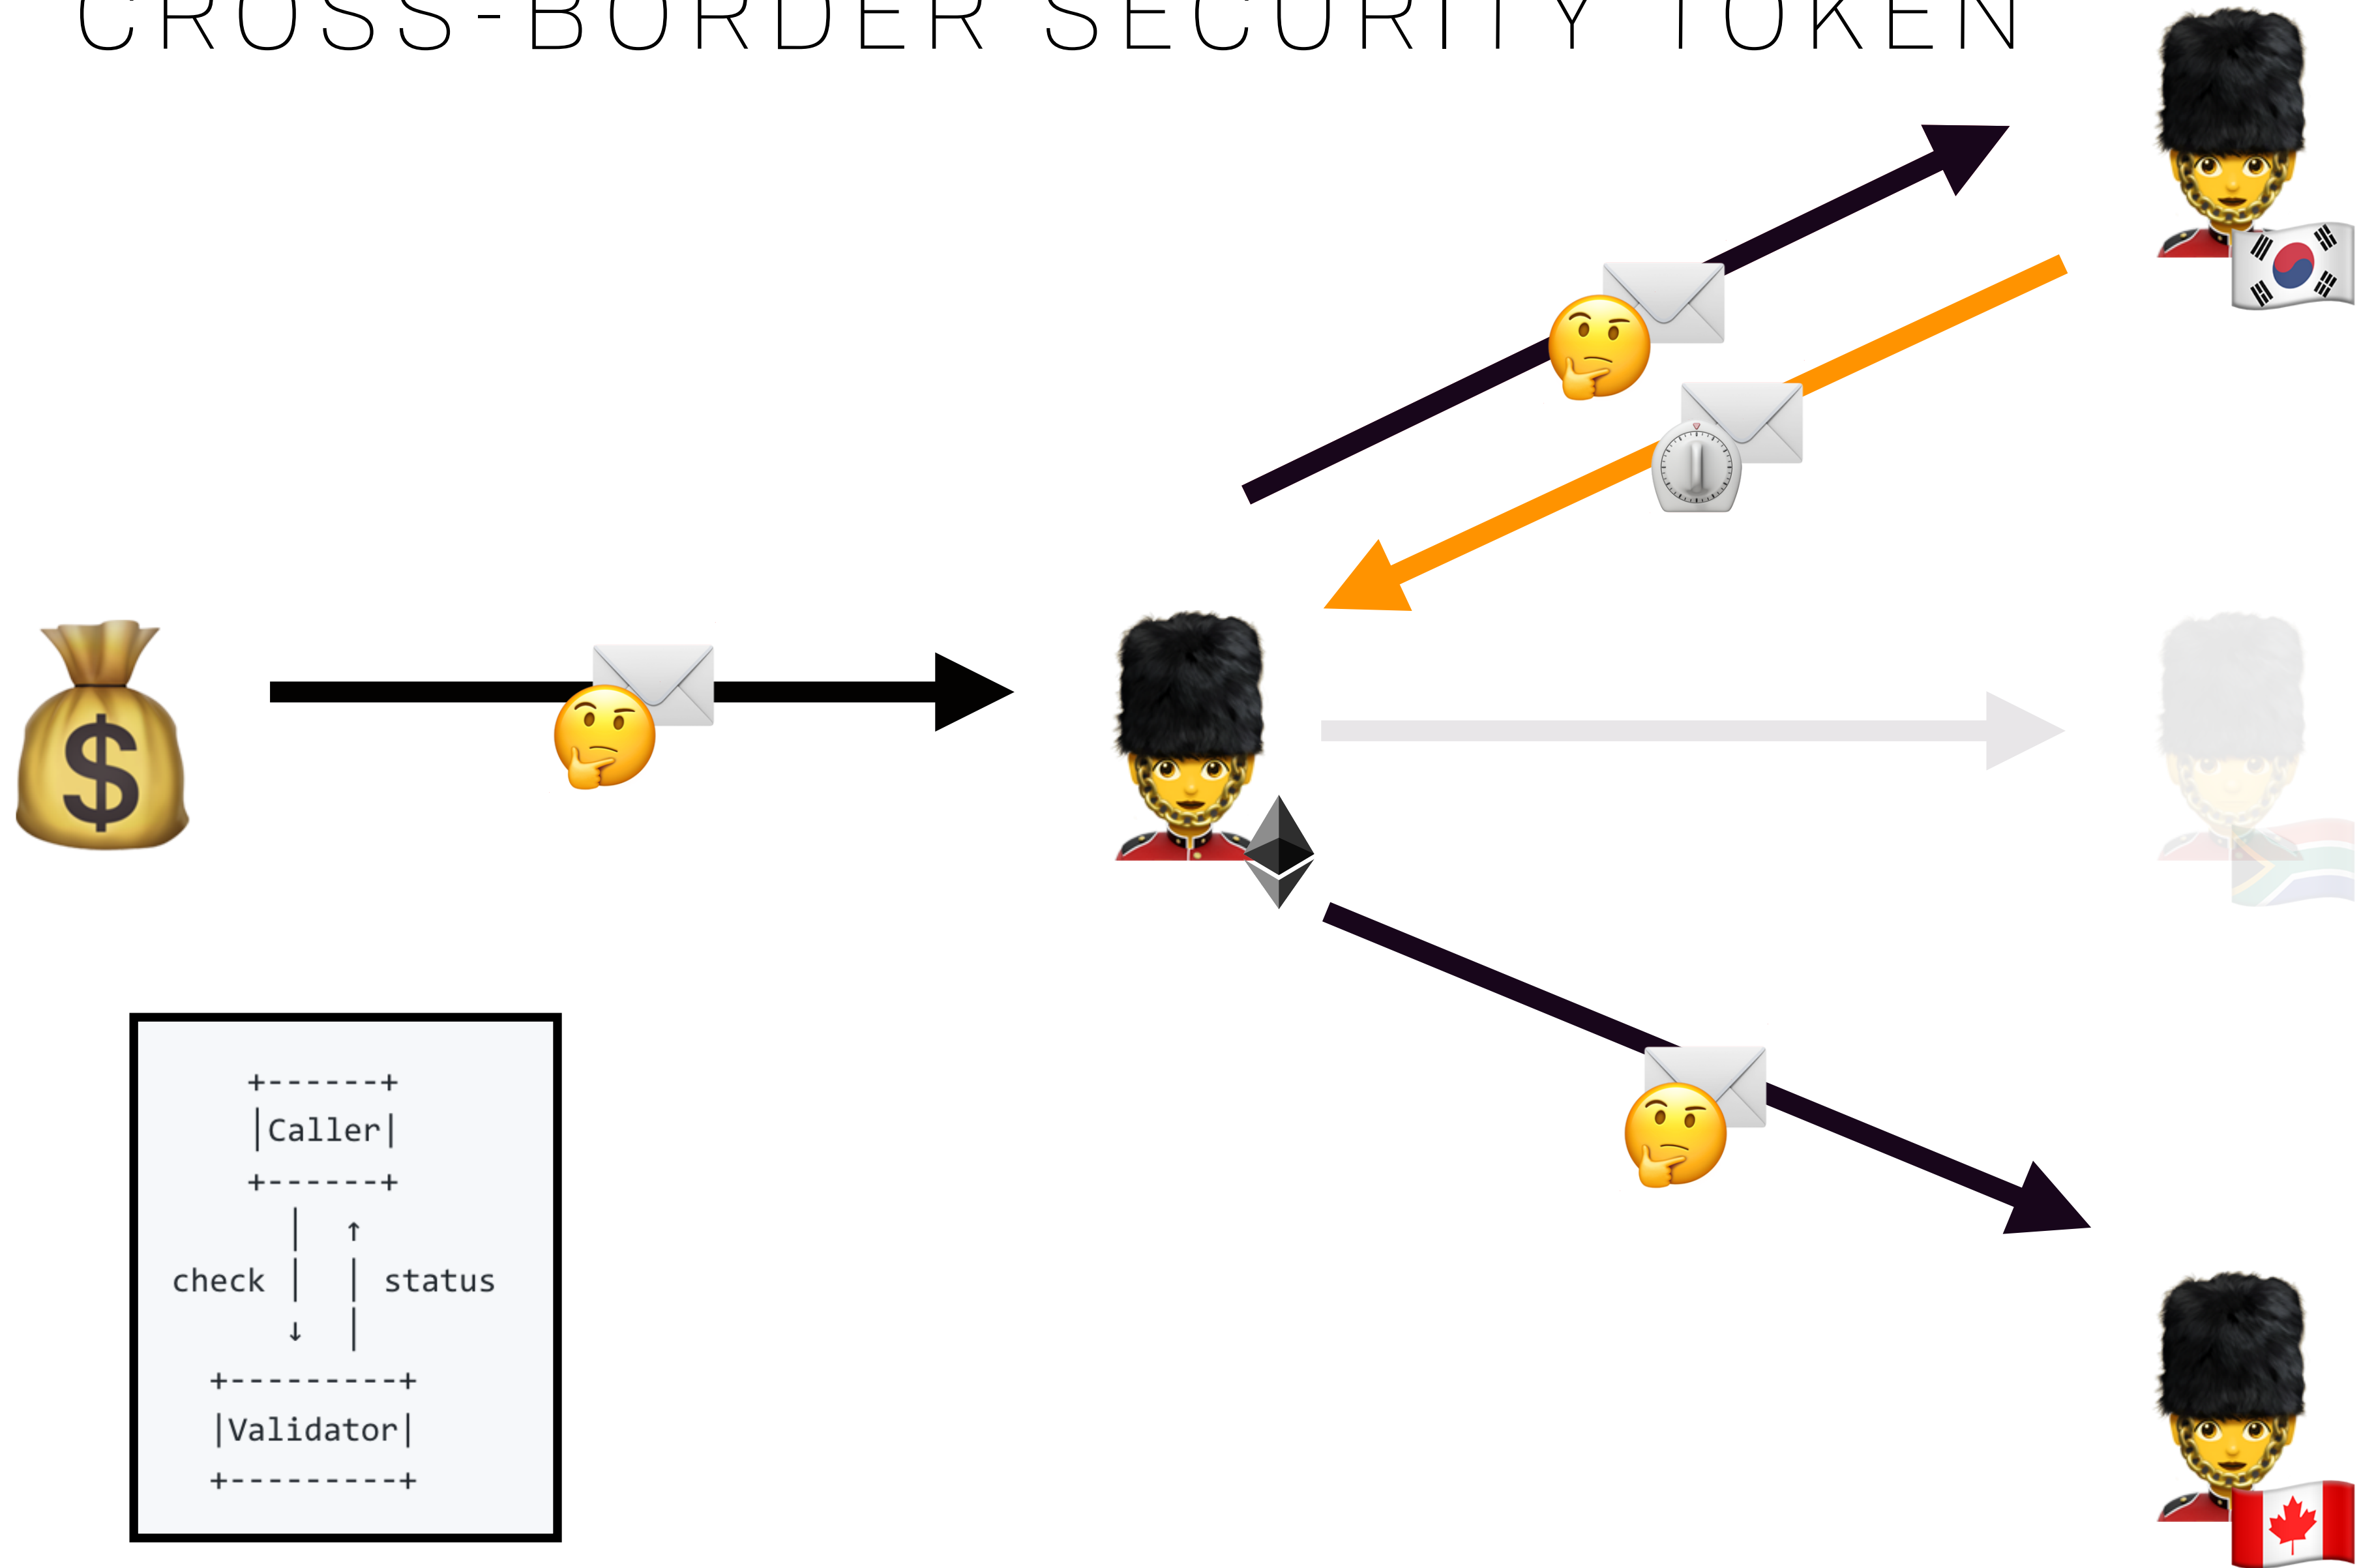 CROSS-BORDER SECURITY TOKEN
$
+------+
|Caller|
+------+
| ↑
check | | status
↓ |
+---------+
|Validator|
+---------+